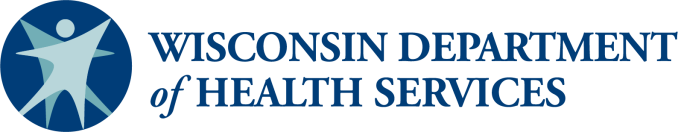 WISCONSIN DEPARTMENT
of HEALTH SERVICES